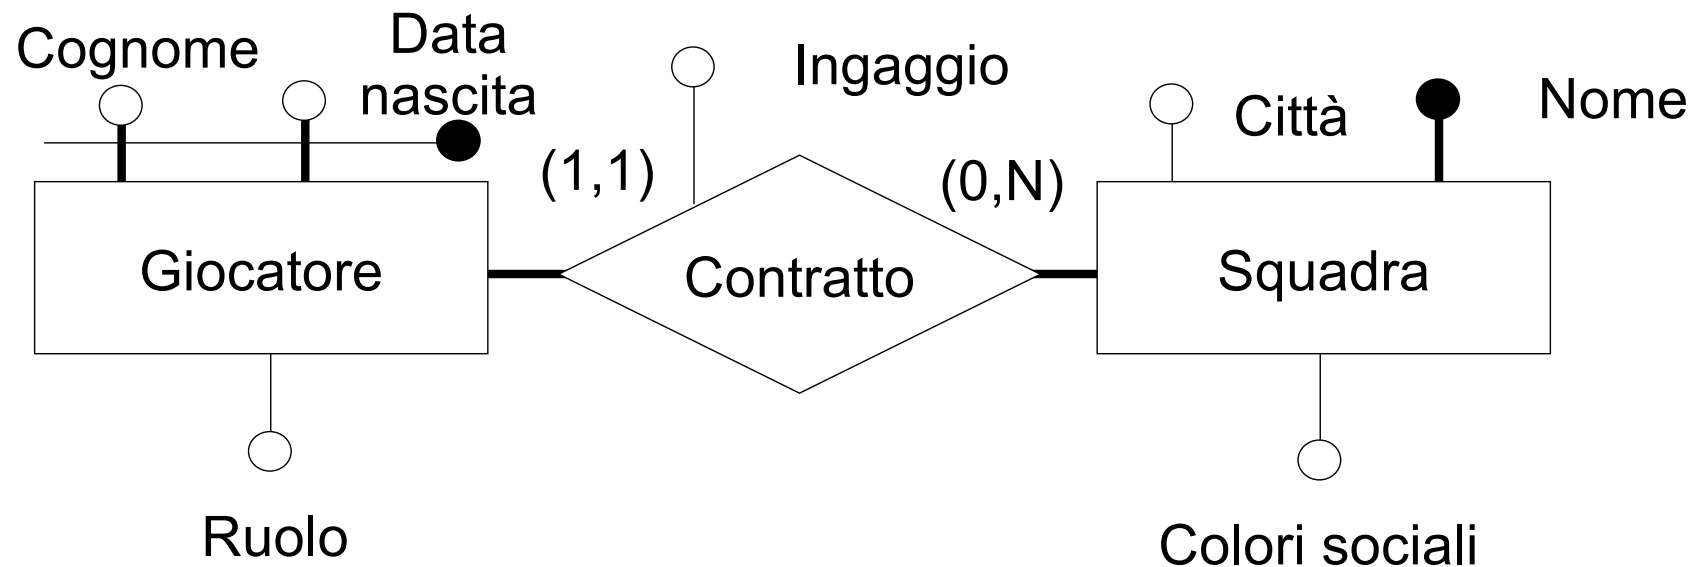 Cognome
Data
nascita
Ingaggio
Città
Nome
(1,1)
(0,N)
Giocatore
Contratto
Squadra
Ruolo
Colori sociali